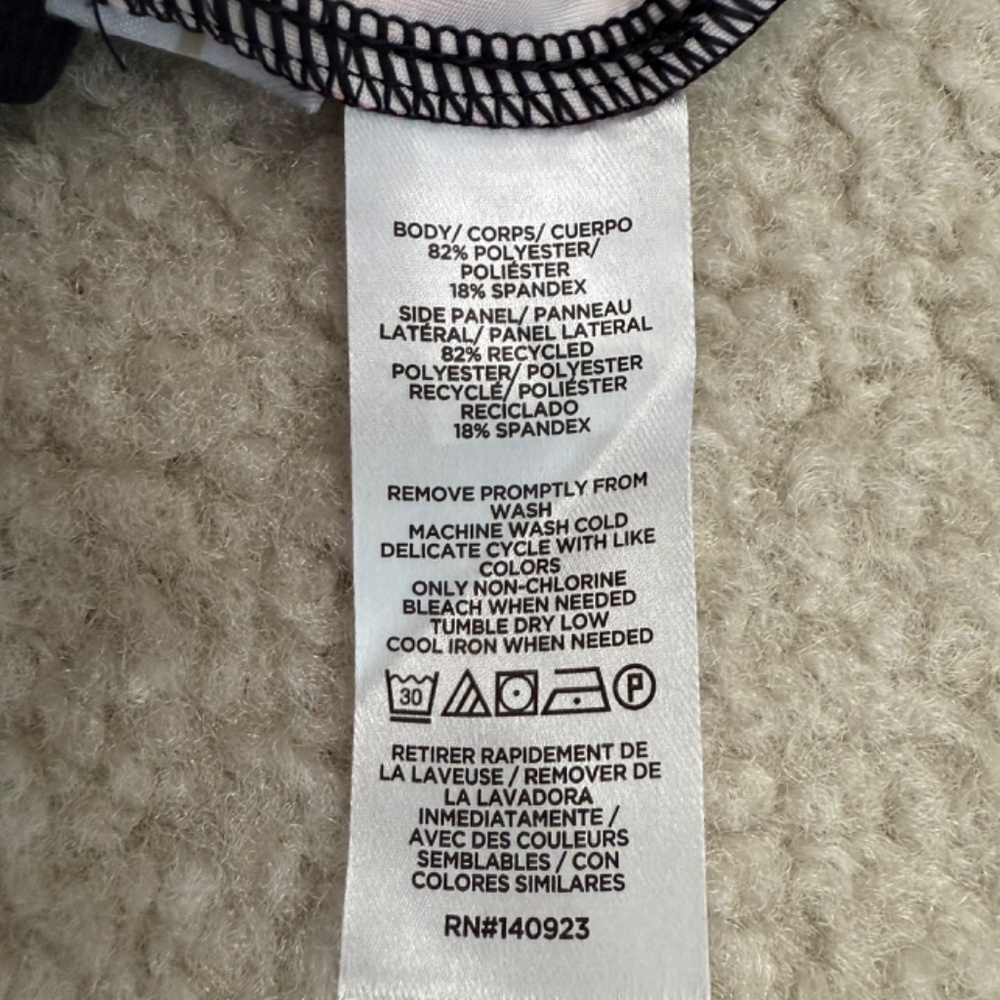 BODY/ CORPS/ CUERPO
82% POLYESTER/
POLIÉSTER
18% SPANDEX
SIDE PANEL/ PANNEAU
LATÉRAL/ PANEL LATERAL
82% RECYCLED
POLYESTER/ POLYESTER
RECYCLÉ/ POLIÉSTER
RECICLADO
18% SPANDEX
REMOVE PROMPTLY FROM
WASH
MACHINE WASH COLD
DELICATE CYCLE WITH LIKE
COLORS
ONLY NON-CHLORINE
BLEACH WHEN NEEDED
TUMBLE DRY LOW
COOL IRON WHEN NEEDED
30 P
RETIRER RAPIDEMENT DE
LA LAVEUSE / REMOVER DE
LA LAVADORA
INMEDIATAMENTE /
AVEC DES COULEURS
SEMBLABLES / CON
COLORES SIMILARES
RN#140923